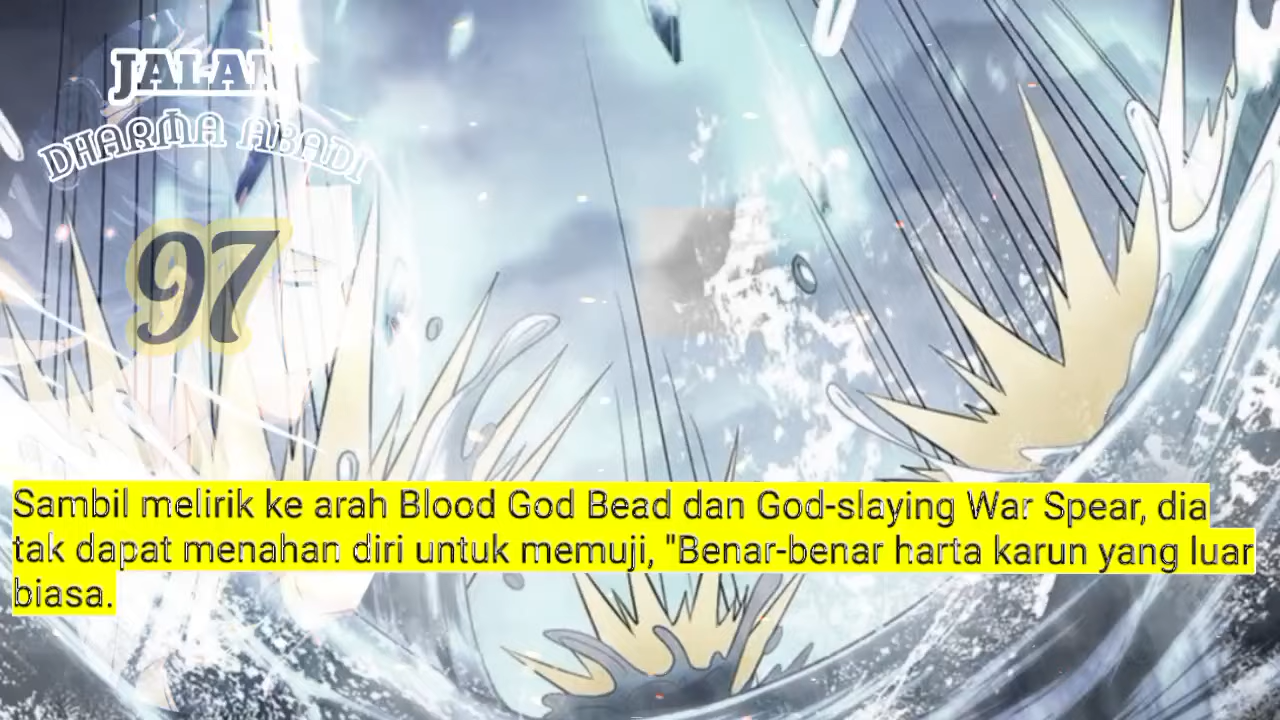 JALAN
DHARMA ABADI
97
Sambil melirik ke arah Blood God Bead dan God-slaying War Spear, dia
tak dapat menahan diri untuk memuji, "Benar-benar harta karun yang luar
biasa.